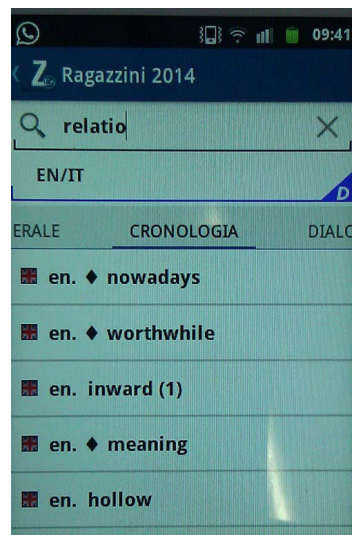 09:41
Z En Ragazzini 2014
relatio
EN/IT
D
ERALE CRONOLOGIA DIALO
en. ♦ nowadays
en. ♦ worthwhile
en. inward (1)
en. ♦ meaning
en. hollow